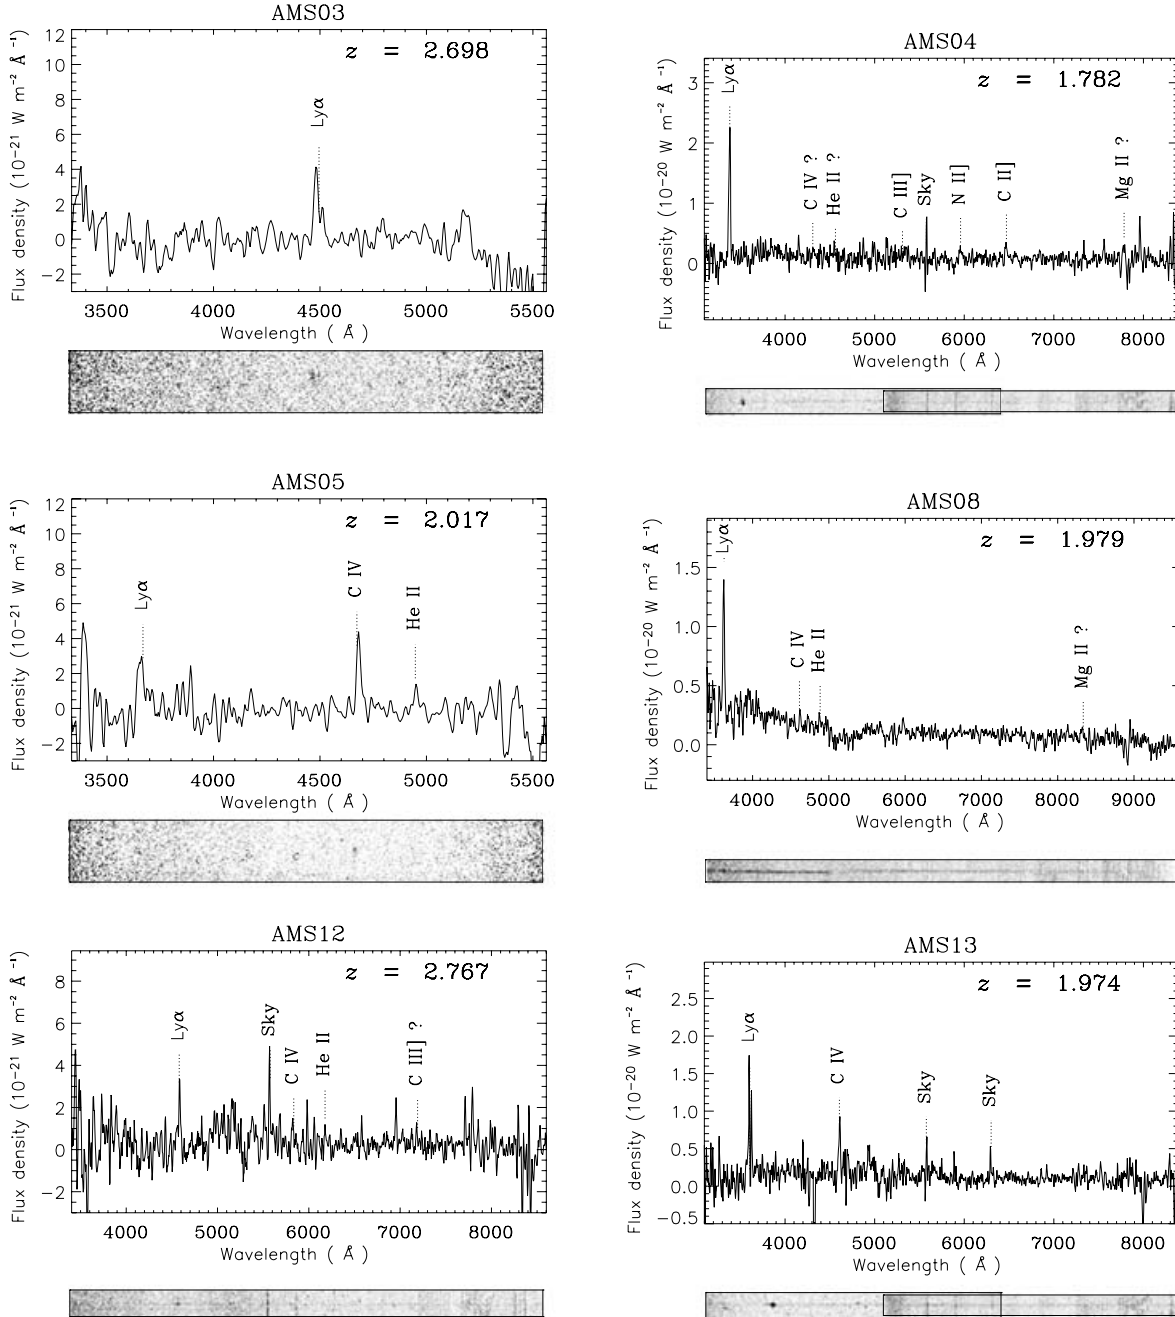 AMS03
z = 2.698
Lyα
Flux density (10⁻²¹ W m⁻² Å⁻¹)
12
10
8
6
4
2
0
−2
3500 4000 4500 5000 5500
Wavelength ( Å )
AMS04
z = 1.782
Lyα
C IV ?
He II ?
C III]
Sky
N II]
C II]
Mg II ?
Flux density (10⁻²⁰ W m⁻² Å⁻¹)
3
2
1
0
4000 5000 6000 7000 8000
Wavelength ( Å )
AMS05
z = 2.017
Lyα
C IV
He II
Flux density (10⁻²¹ W m⁻² Å⁻¹)
12
10
8
6
4
2
0
−2
3500 4000 4500 5000 5500
Wavelength ( Å )
AMS08
z = 1.979
Lyα
C IV
He II
Mg II ?
Flux density (10⁻²⁰ W m⁻² Å⁻¹)
1.5
1.0
0.5
0.0
4000 5000 6000 7000 8000 9000
Wavelength ( Å )
AMS12
z = 2.767
Lyα
Sky
C IV
He II
C III] ?
Flux density (10⁻²¹ W m⁻² Å⁻¹)
8
6
4
2
0
−2
4000 5000 6000 7000 8000
Wavelength ( Å )
AMS13
z = 1.974
Lyα
C IV
Sky
Sky
Flux density (10⁻²⁰ W m⁻² Å⁻¹)
2.5
2.0
1.5
1.0
0.5
0.0
−0.5
4000 5000 6000 7000 8000
Wavelength ( Å )